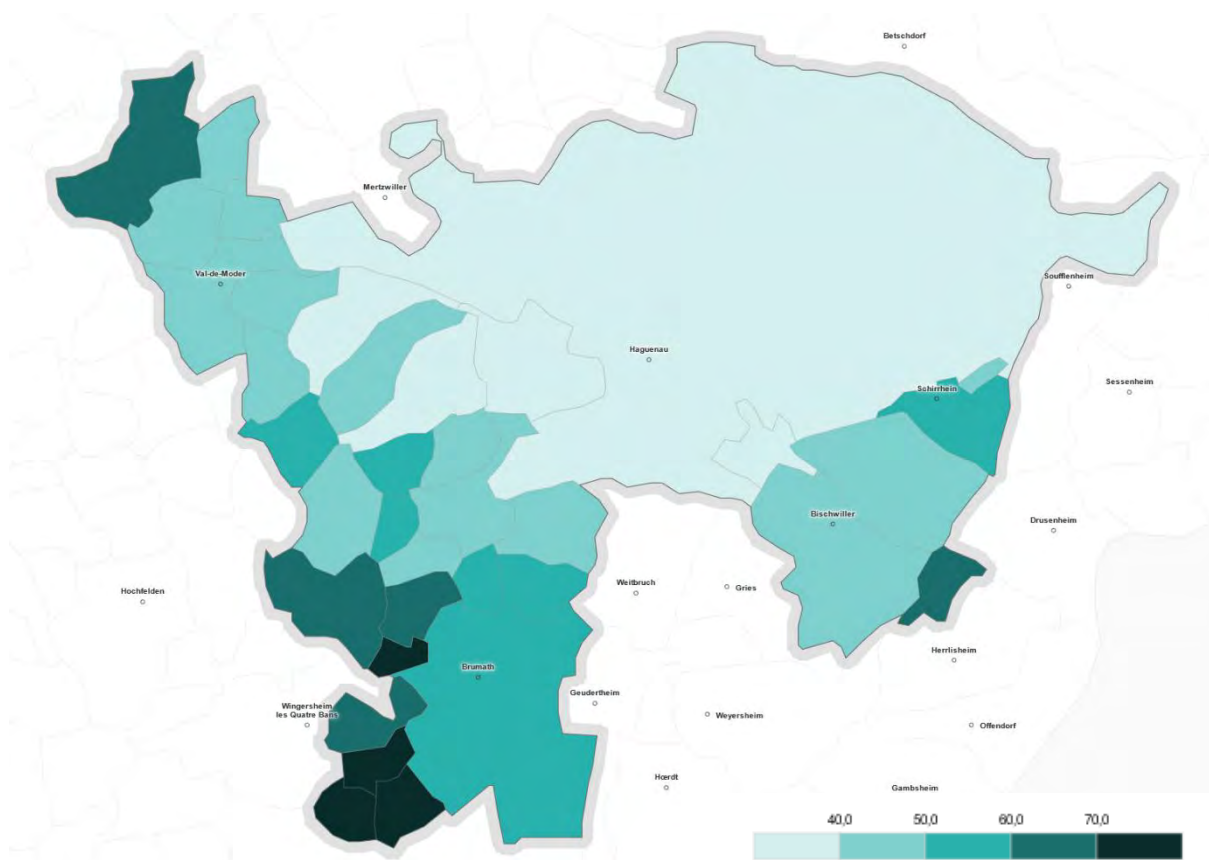 Betschdorf
Mertzwiller
Val-de-Moder
Soufflenheim
Haguenau
Schirrhein
Sessenheim
Bischwiller
Drusenheim
Hochfelden
Weitbruch
Gries
Herrlisheim
Brumath
Geudertheim
Wingersheim
les Quatre Bans
Weyersheim
Offendorf
Hœrdt
Gambsheim
40,0 50,0 60,0 70,0